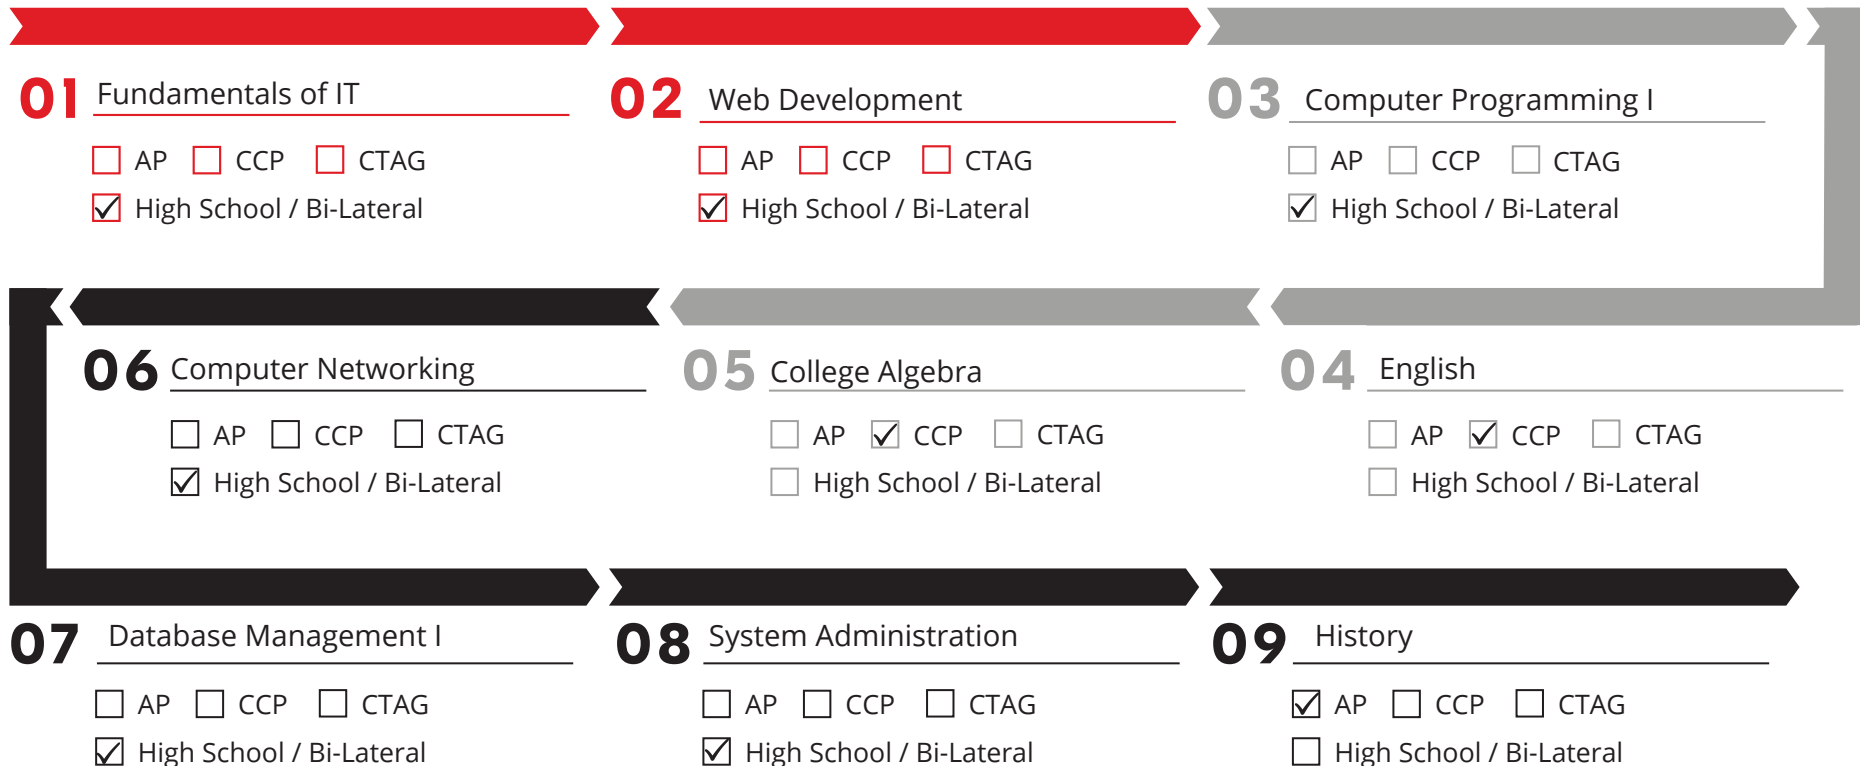 01 Fundamentals of IT
AP CCP CTAG
High School / Bi-Lateral
02 Web Development
AP CCP CTAG
High School / Bi-Lateral
03 Computer Programming I
AP CCP CTAG
High School / Bi-Lateral
04 English
AP CCP CTAG
High School / Bi-Lateral
05 College Algebra
AP CCP CTAG
High School / Bi-Lateral
06 Computer Networking
AP CCP CTAG
High School / Bi-Lateral
07 Database Management I
AP CCP CTAG
High School / Bi-Lateral
08 System Administration
AP CCP CTAG
High School / Bi-Lateral
09 History
AP CCP CTAG
High School / Bi-Lateral